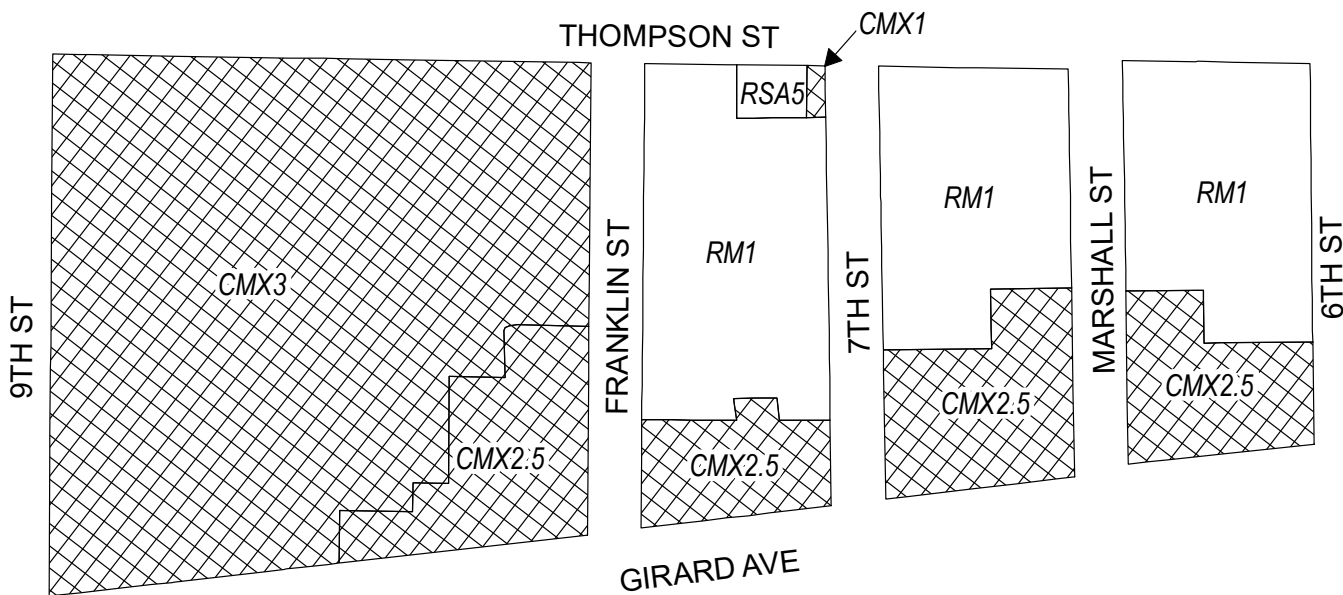 THOMPSON ST
CMX1
RSA5
RM1
RM1
RM1
CMX3
9TH ST
FRANKLIN ST
7TH ST
MARSHALL ST
6TH ST
CMX2.5
CMX2.5
CMX2.5
CMX2.5
GIRARD AVE